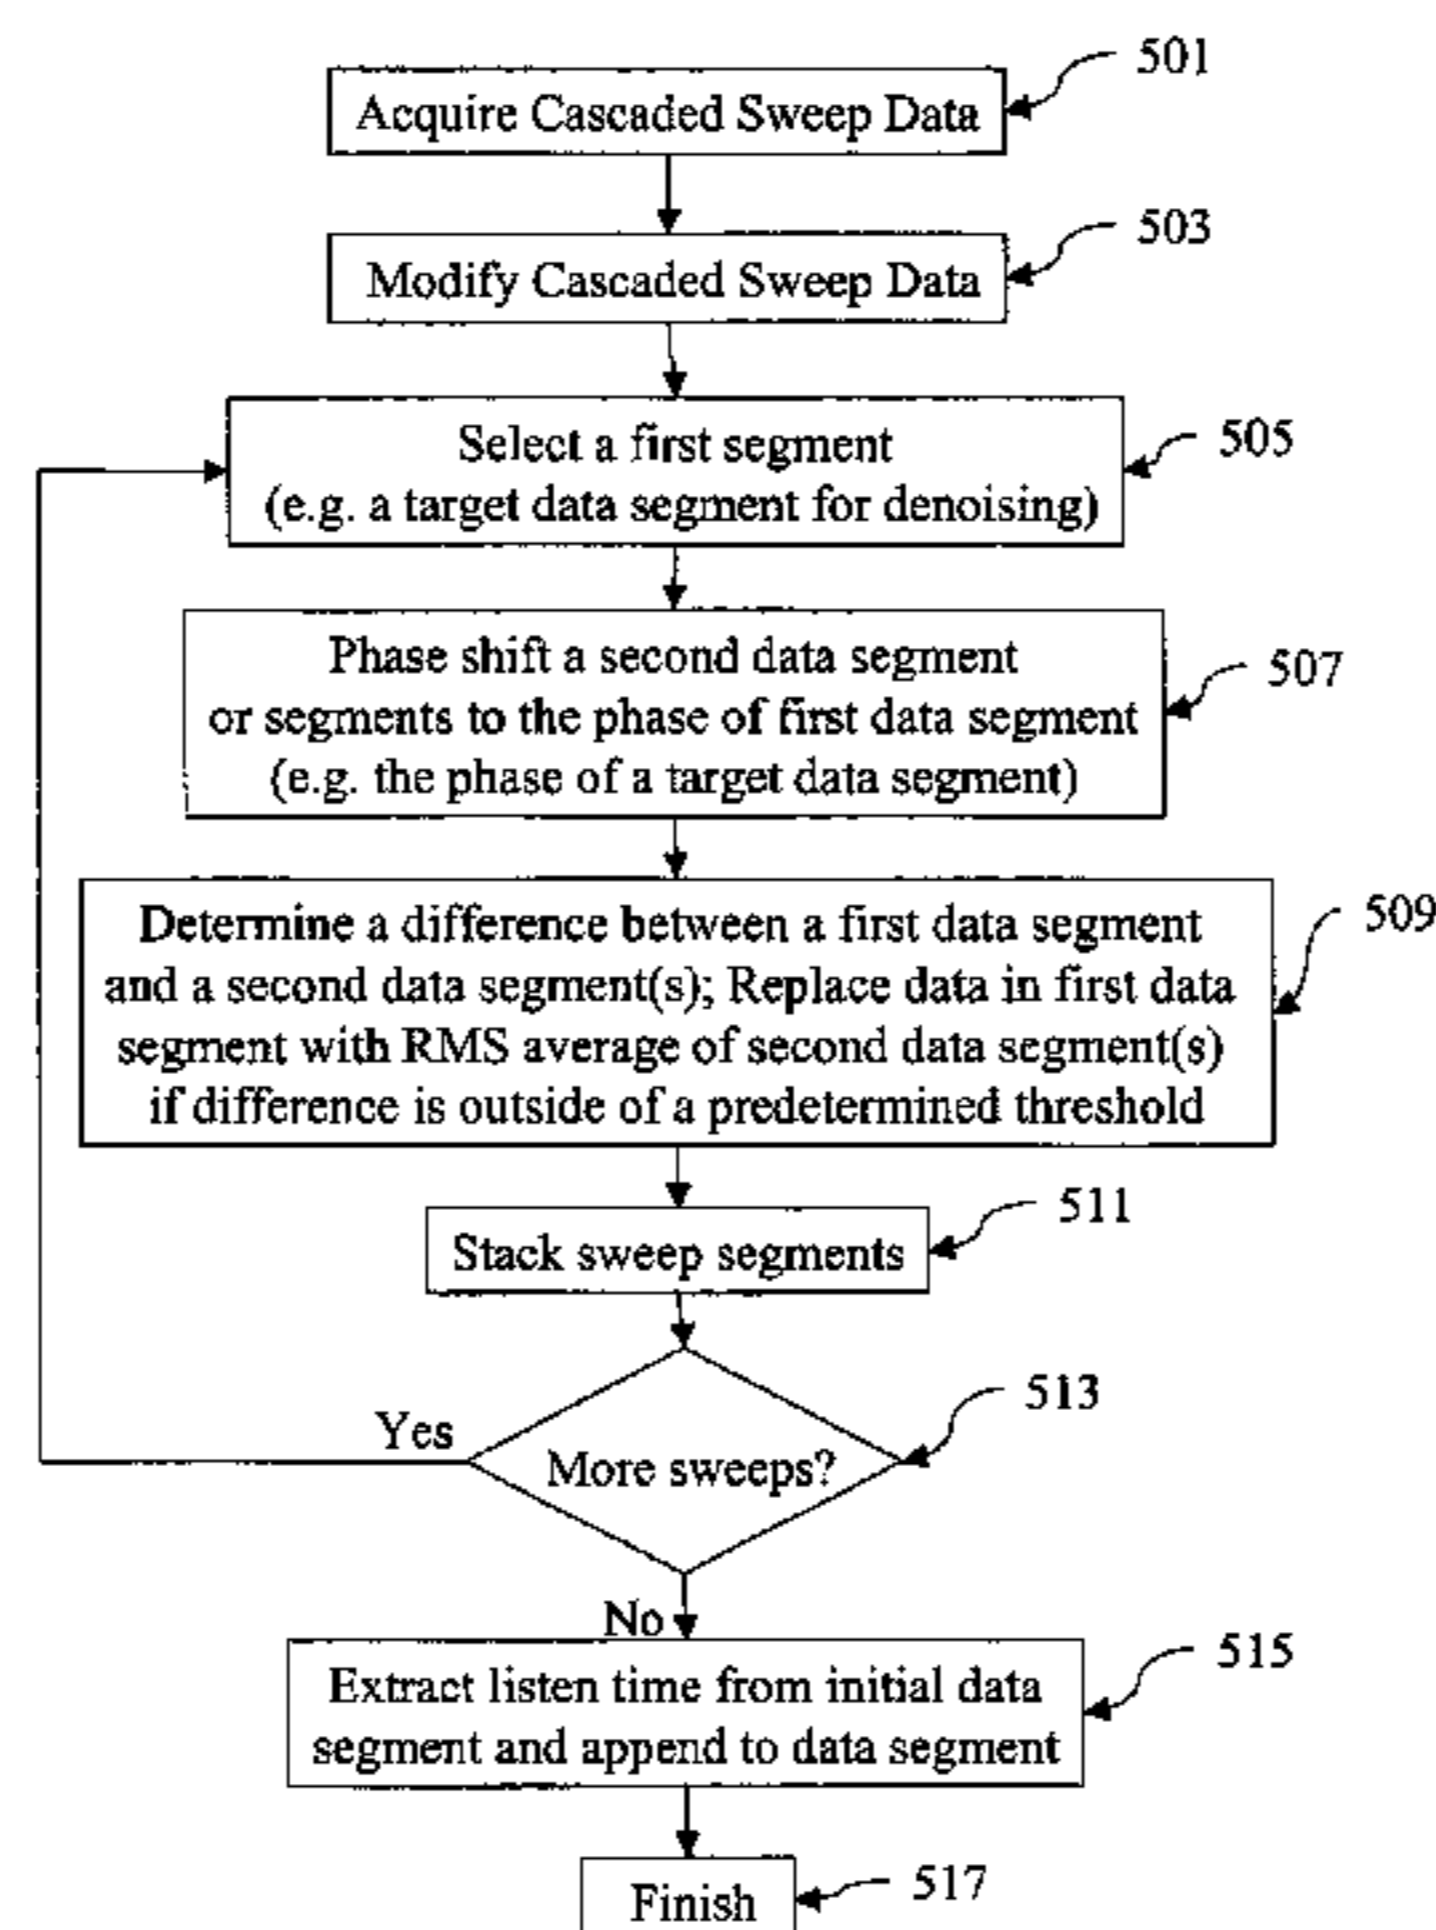 501
Acquire Cascaded Sweep Data
503
Modify Cascaded Sweep Data
505
Select a first segment
(e.g. a target data segment for denoising)
507
Phase shift a second data segment
or segments to the phase of first data segment
(e.g. the phase of a target data segment)
509
Determine a difference between a first data segment
and a second data segment(s); Replace data in first data
segment with RMS average of second data segment(s)
if difference is outside of a predetermined threshold
511
Stack sweep segments
513
Yes
More sweeps?
No
515
Extract listen time from initial data
segment and append to data segment
517
Finish